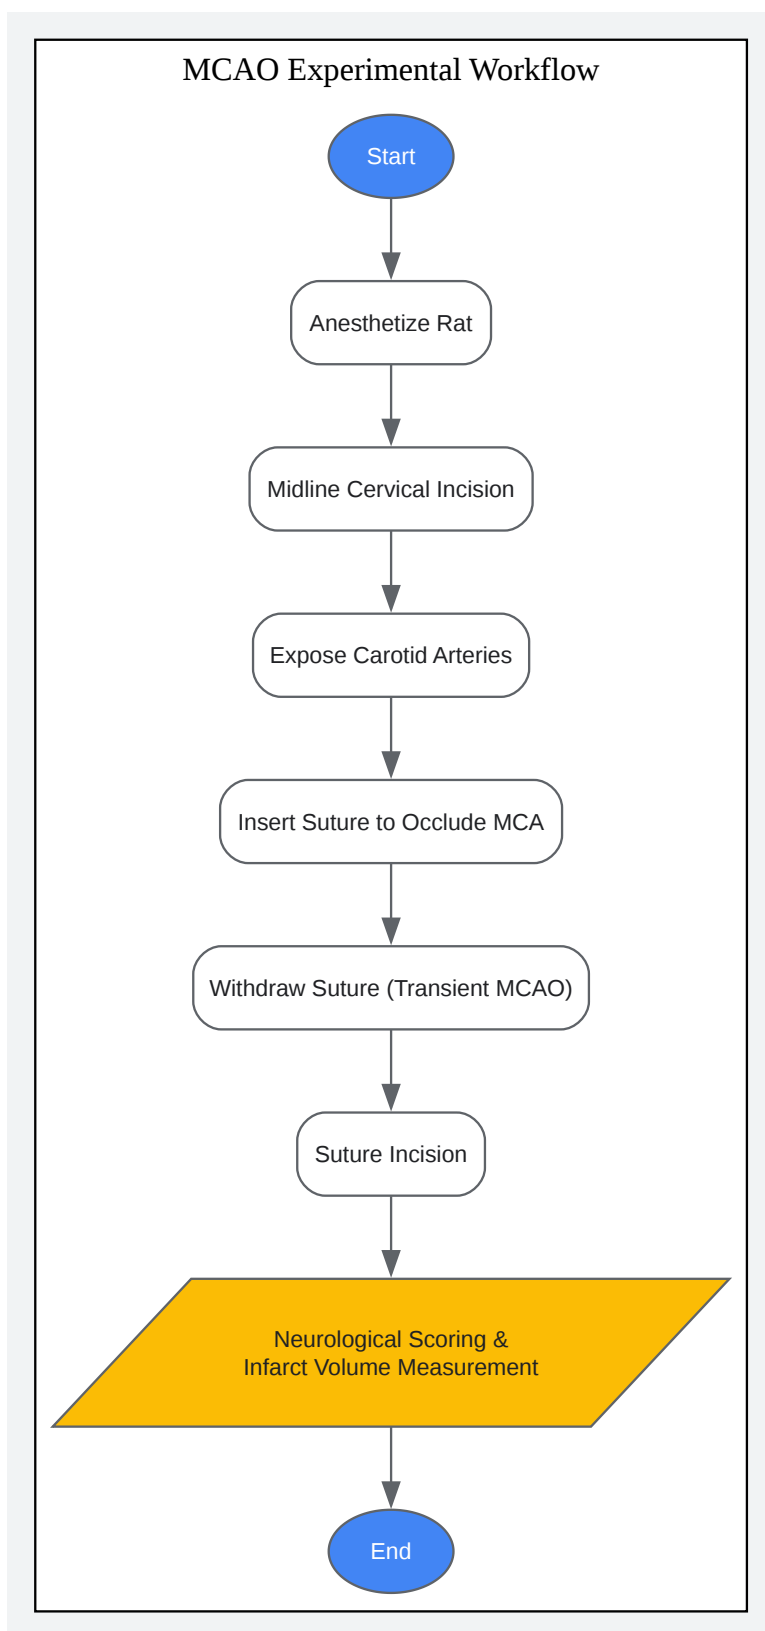 MCAO Experimental Workflow
Start
Anesthetize Rat
Midline Cervical Incision
Expose Carotid Arteries
Insert Suture to Occlude MCA
Withdraw Suture (Transient MCAO)
Suture Incision
Neurological Scoring &
Infarct Volume Measurement
End